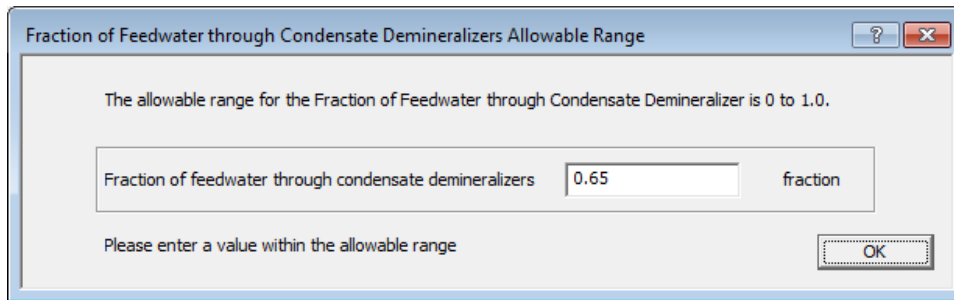 Fraction of Feedwater through Condensate Demineralizers Allowable Range
The allowable range for the Fraction of Feedwater through Condensate Demineralizer is 0 to 1.0.
Fraction of feedwater through condensate demineralizers 0.65 fraction
Please enter a value within the allowable range
OK